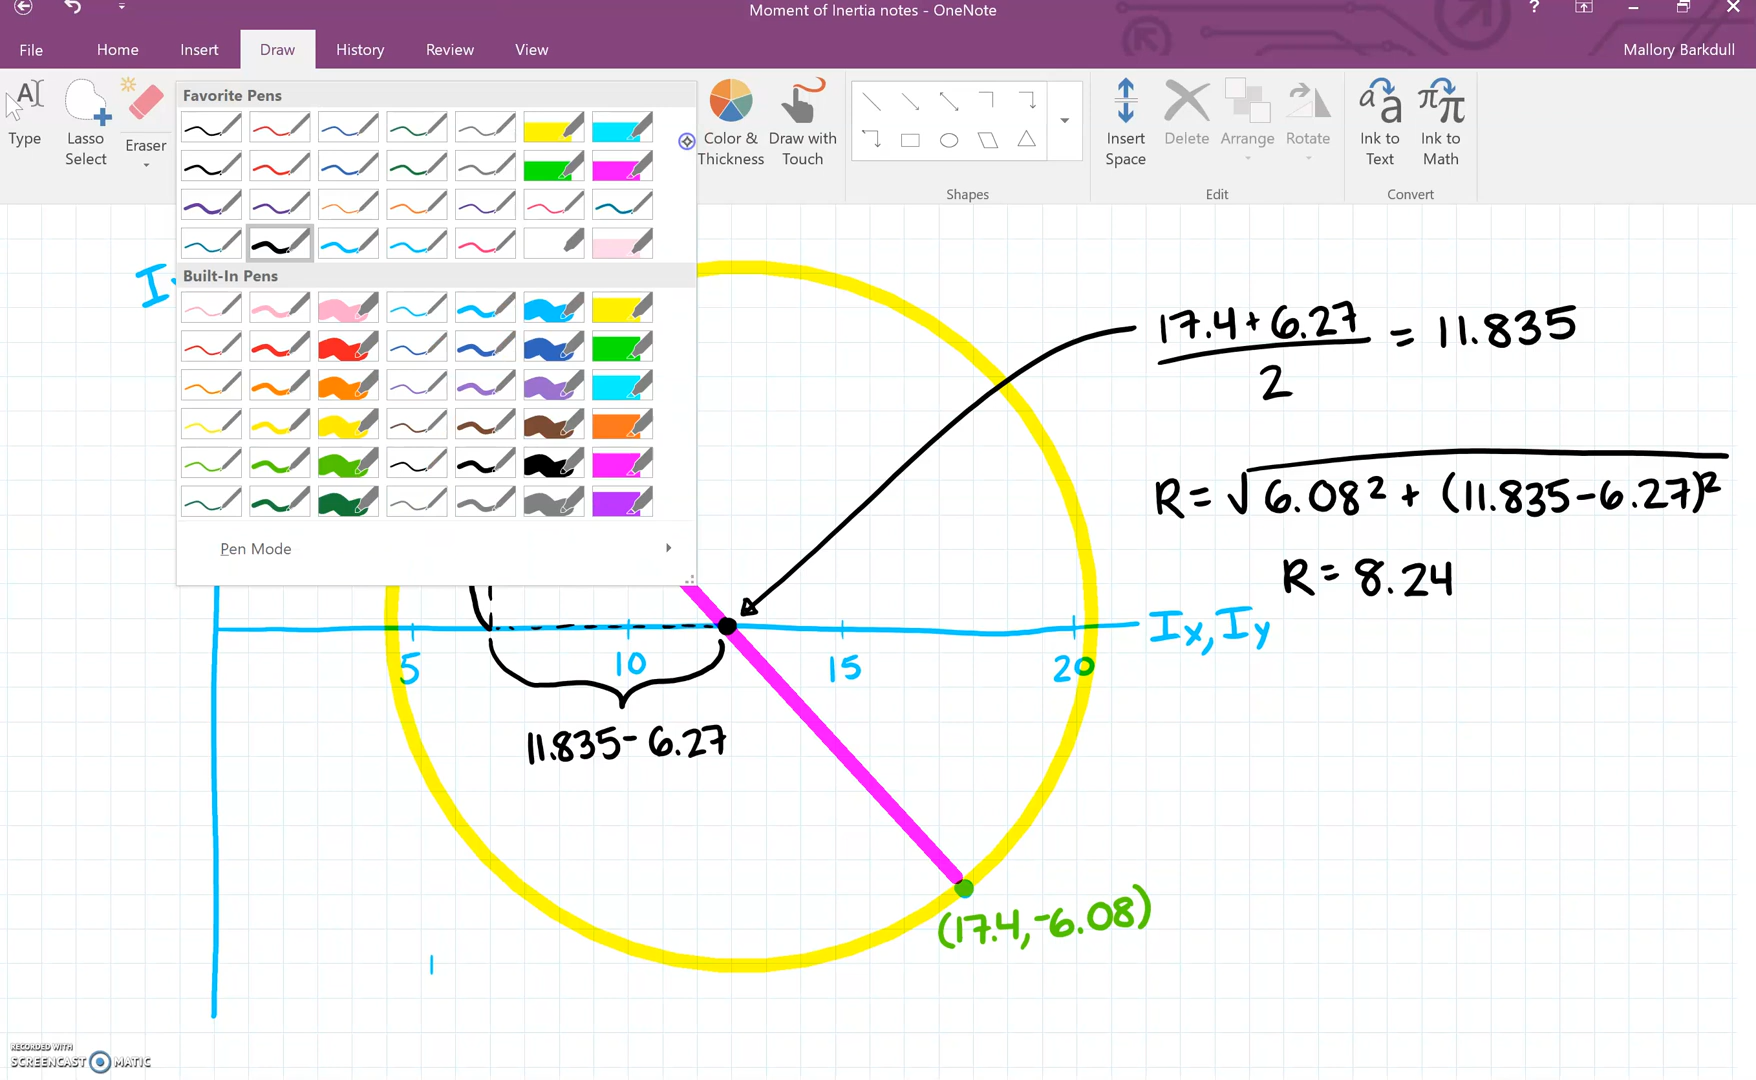 Moment of Inertia notes - OneNote
?
File
Home
Insert
Draw
History
Review
View
Mallory Barkdull
Type
Lasso Select
Eraser
Favorite Pens
Built-In Pens
Pen Mode
Color & Thickness
Draw with Touch
Shapes
Insert Space
Delete
Arrange
Rotate
Edit
Ink to Text
Ink to Math
Convert
17.4+6.27
2
= 11.835
R = √6.08² + (11.835-6.27)²
R = 8.24
Ix, Iy
5
10
15
20
11.835-6.27
(17.4,-6.08)
RECORDED WITH
SCREENCAST MATIC